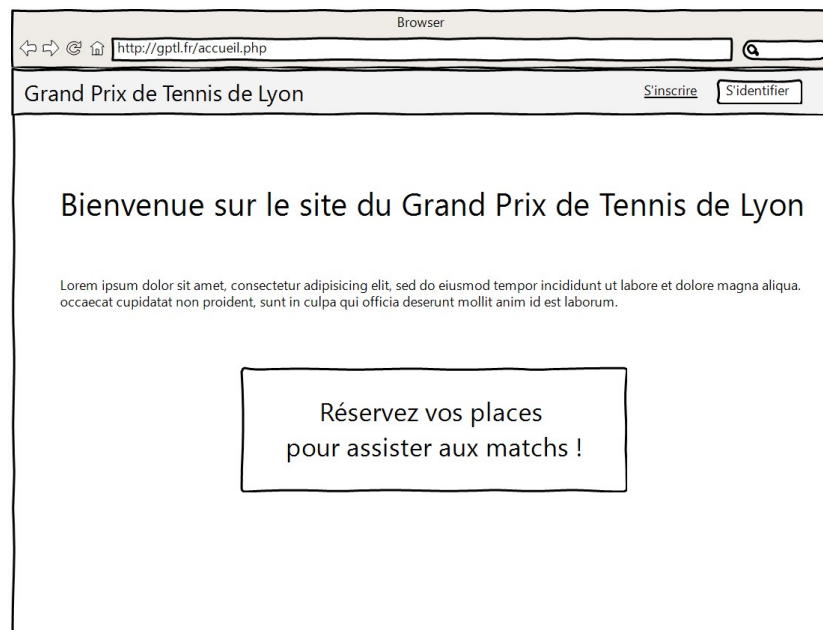 Browser
http://gptl.fr/accueil.php
Grand Prix de Tennis de Lyon
S'inscrire
S'identifier
Bienvenue sur le site du Grand Prix de Tennis de Lyon
Lorem ipsum dolor sit amet, consectetur adipisicing elit, sed do eiusmod tempor incididunt ut labore et dolore magna aliqua.
occaecat cupidatat non proident, sunt in culpa qui officia deserunt mollit anim id est laborum.
Réservez vos places
pour assister aux matchs !